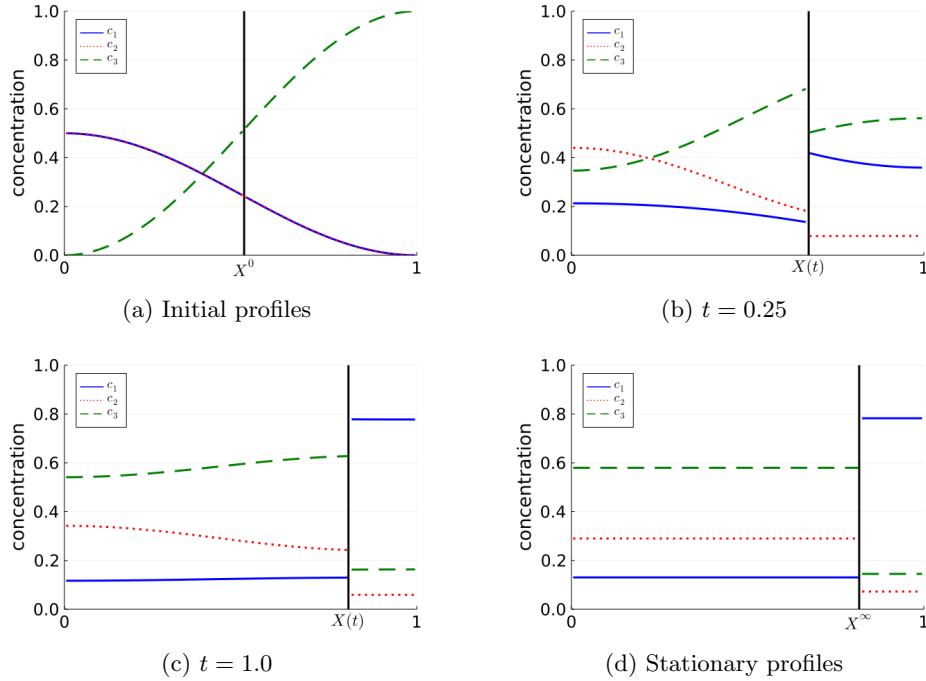 1.0
0.8
0.6
0.4
0.2
0.0
concentration
c₁
c₂
c₃
0
X⁰
1
(a) Initial profiles
1.0
0.8
0.6
0.4
0.2
0.0
concentration
c₁
c₂
c₃
0
X(t)
1
(b) t = 0.25
1.0
0.8
0.6
0.4
0.2
0.0
concentration
c₁
c₂
c₃
0
X(t)
1
(c) t = 1.0
1.0
0.8
0.6
0.4
0.2
0.0
concentration
c₁
c₂
c₃
0
X^∞
1
(d) Stationary profiles